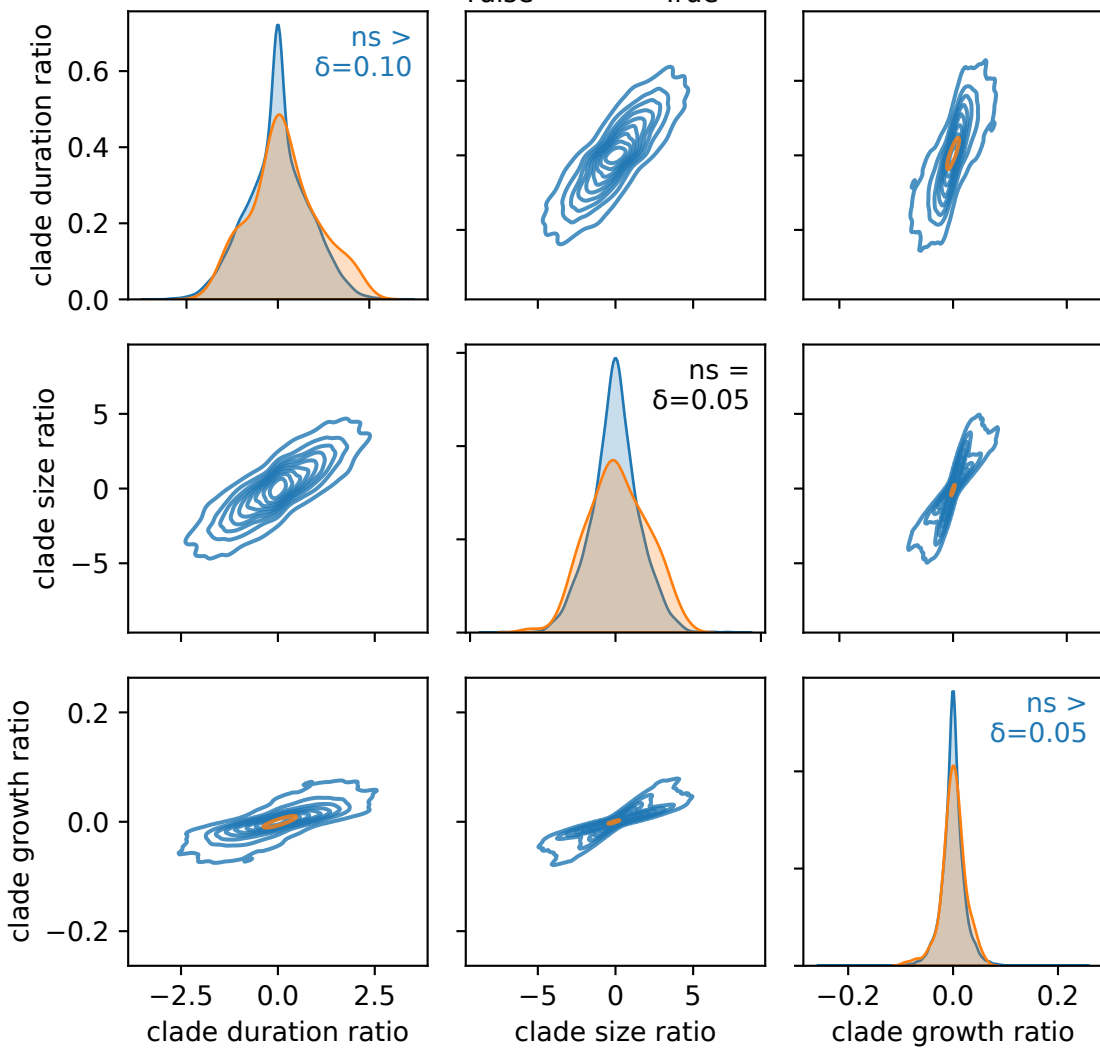 clade duration ratio
0.6
0.4
0.2
0.0
ns >
δ=0.10
clade size ratio
5
0
−5
ns =
δ=0.05
clade growth ratio
0.2
0.0
−0.2
ns >
δ=0.05
−2.5 0.0 2.5
−5 0 5
−0.2 0.0 0.2
clade duration ratio
clade size ratio
clade growth ratio